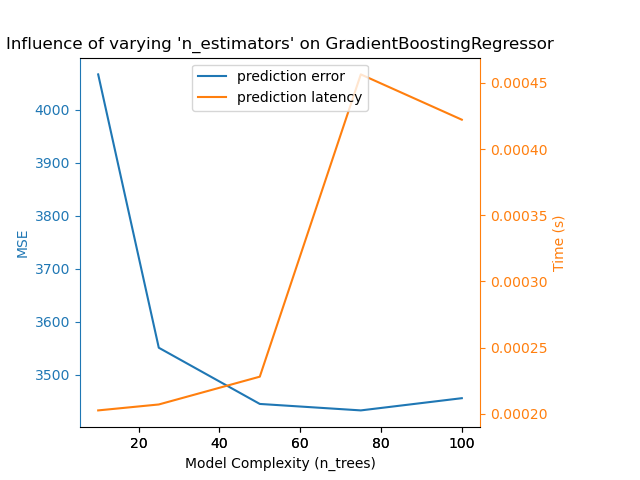 Influence of varying 'n_estimators' on GradientBoostingRegressor
prediction error
prediction latency
4000
3900
3800
3700
3600
3500
MSE
0.00045
0.00040
0.00035
0.00030
0.00025
0.00020
Time (s)
20 40 60 80 100
Model Complexity (n_trees)